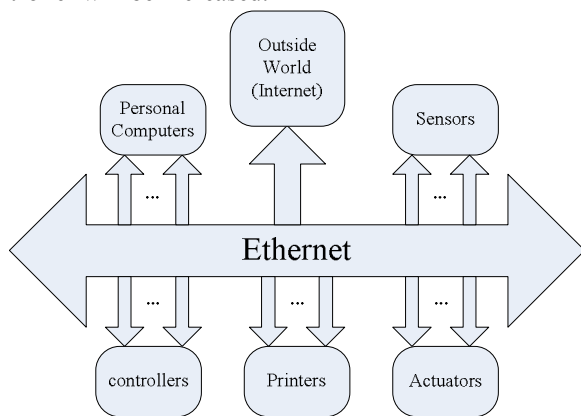 Outside
World
(Internet)
Personal
Computers
Sensors
...
...
Ethernet
...
...
...
controllers
Printers
Actuators